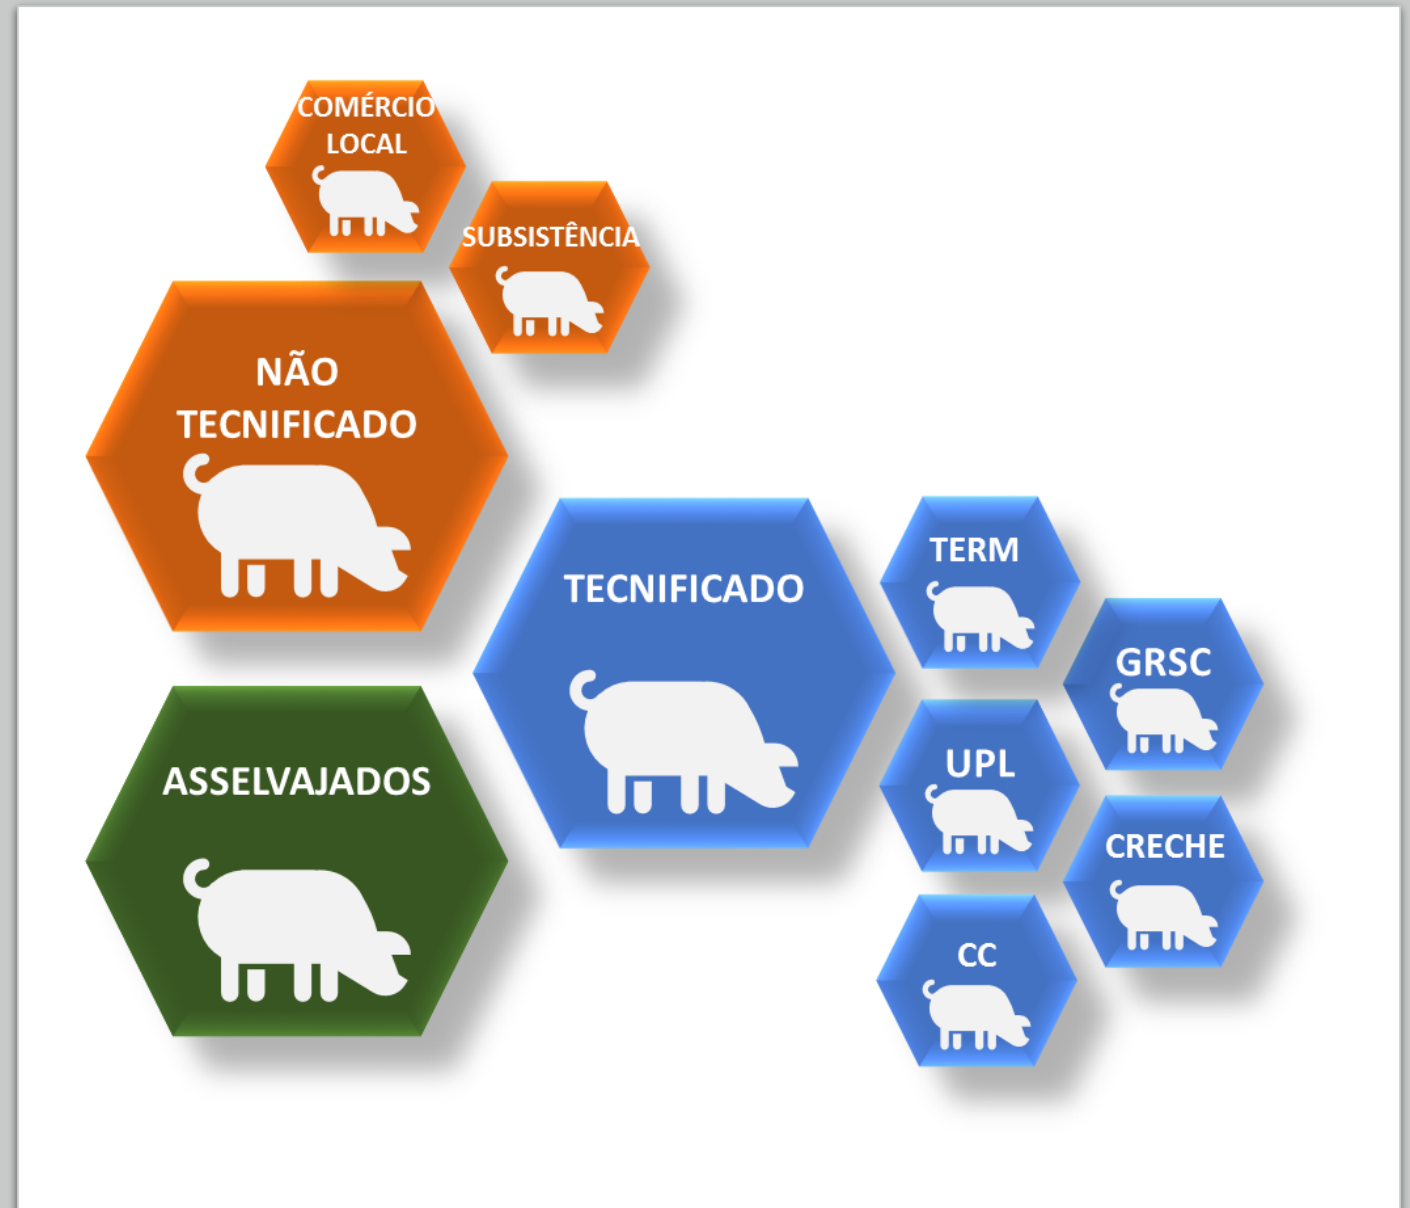 COMÉRCIO
LOCAL
SUBSISTÊNCIA
NÃO
TECNIFICADO
TECNIFICADO
TERM
GRSC
UPL
CRECHE
CC
ASSELVAJADOS